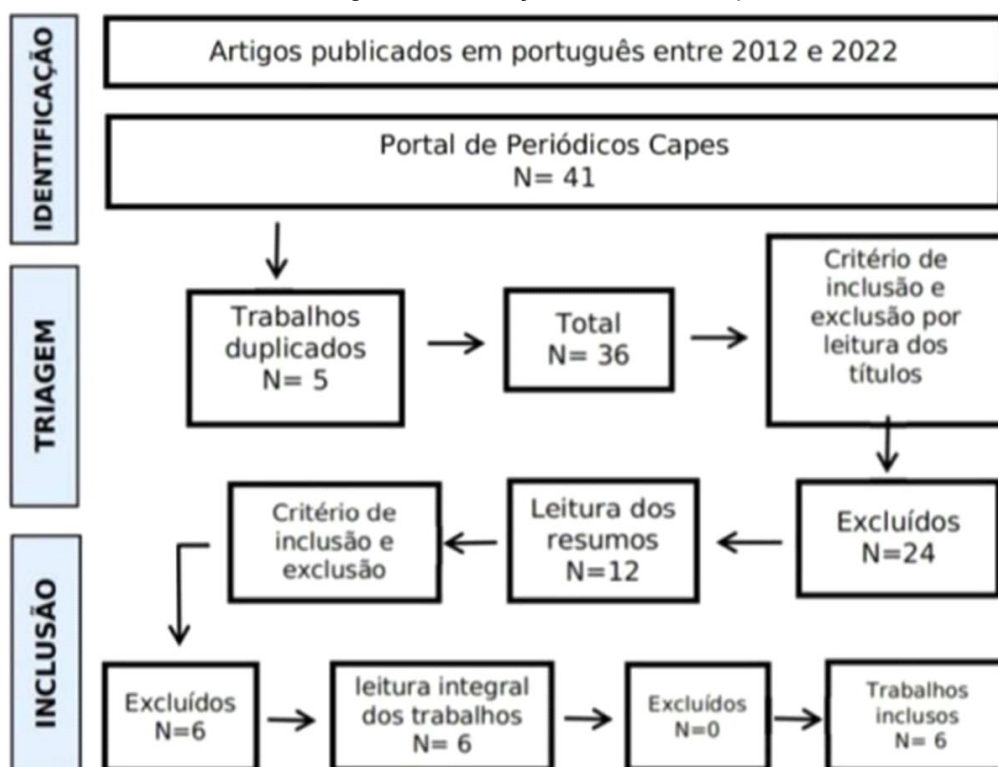 IDENTIFICAÇÃO
Artigos publicados em português entre 2012 e 2022
Portal de Periódicos Capes
N= 41
TRIAGEM
Trabalhos
duplicados
N= 5
Total
N= 36
Critério de
inclusão e
exclusão por
leitura dos
títulos
Excluídos
N=24
Leitura dos
resumos
N=12
Critério de
inclusão e
exclusão
INCLUSÃO
Excluídos
N=6
leitura integral
dos trabalhos
N= 6
Excluídos
N=0
Trabalhos
inclusos
N= 6